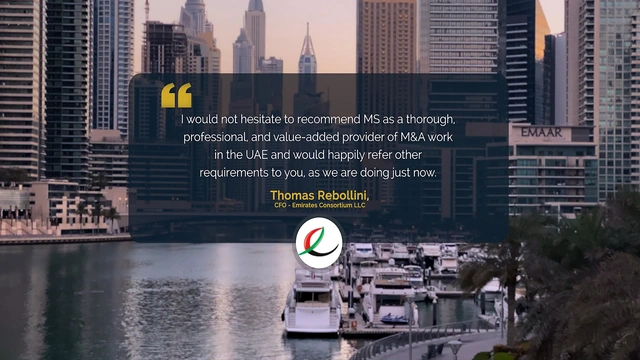 EMAAR
❝
I would not hesitate to recommend MS as a thorough,
professional, and value-added provider of M&A work
in the UAE and would happily refer other
requirements to you, as we are doing just now.
Thomas Rebollini,
CFO - Emirates Consortium LLC